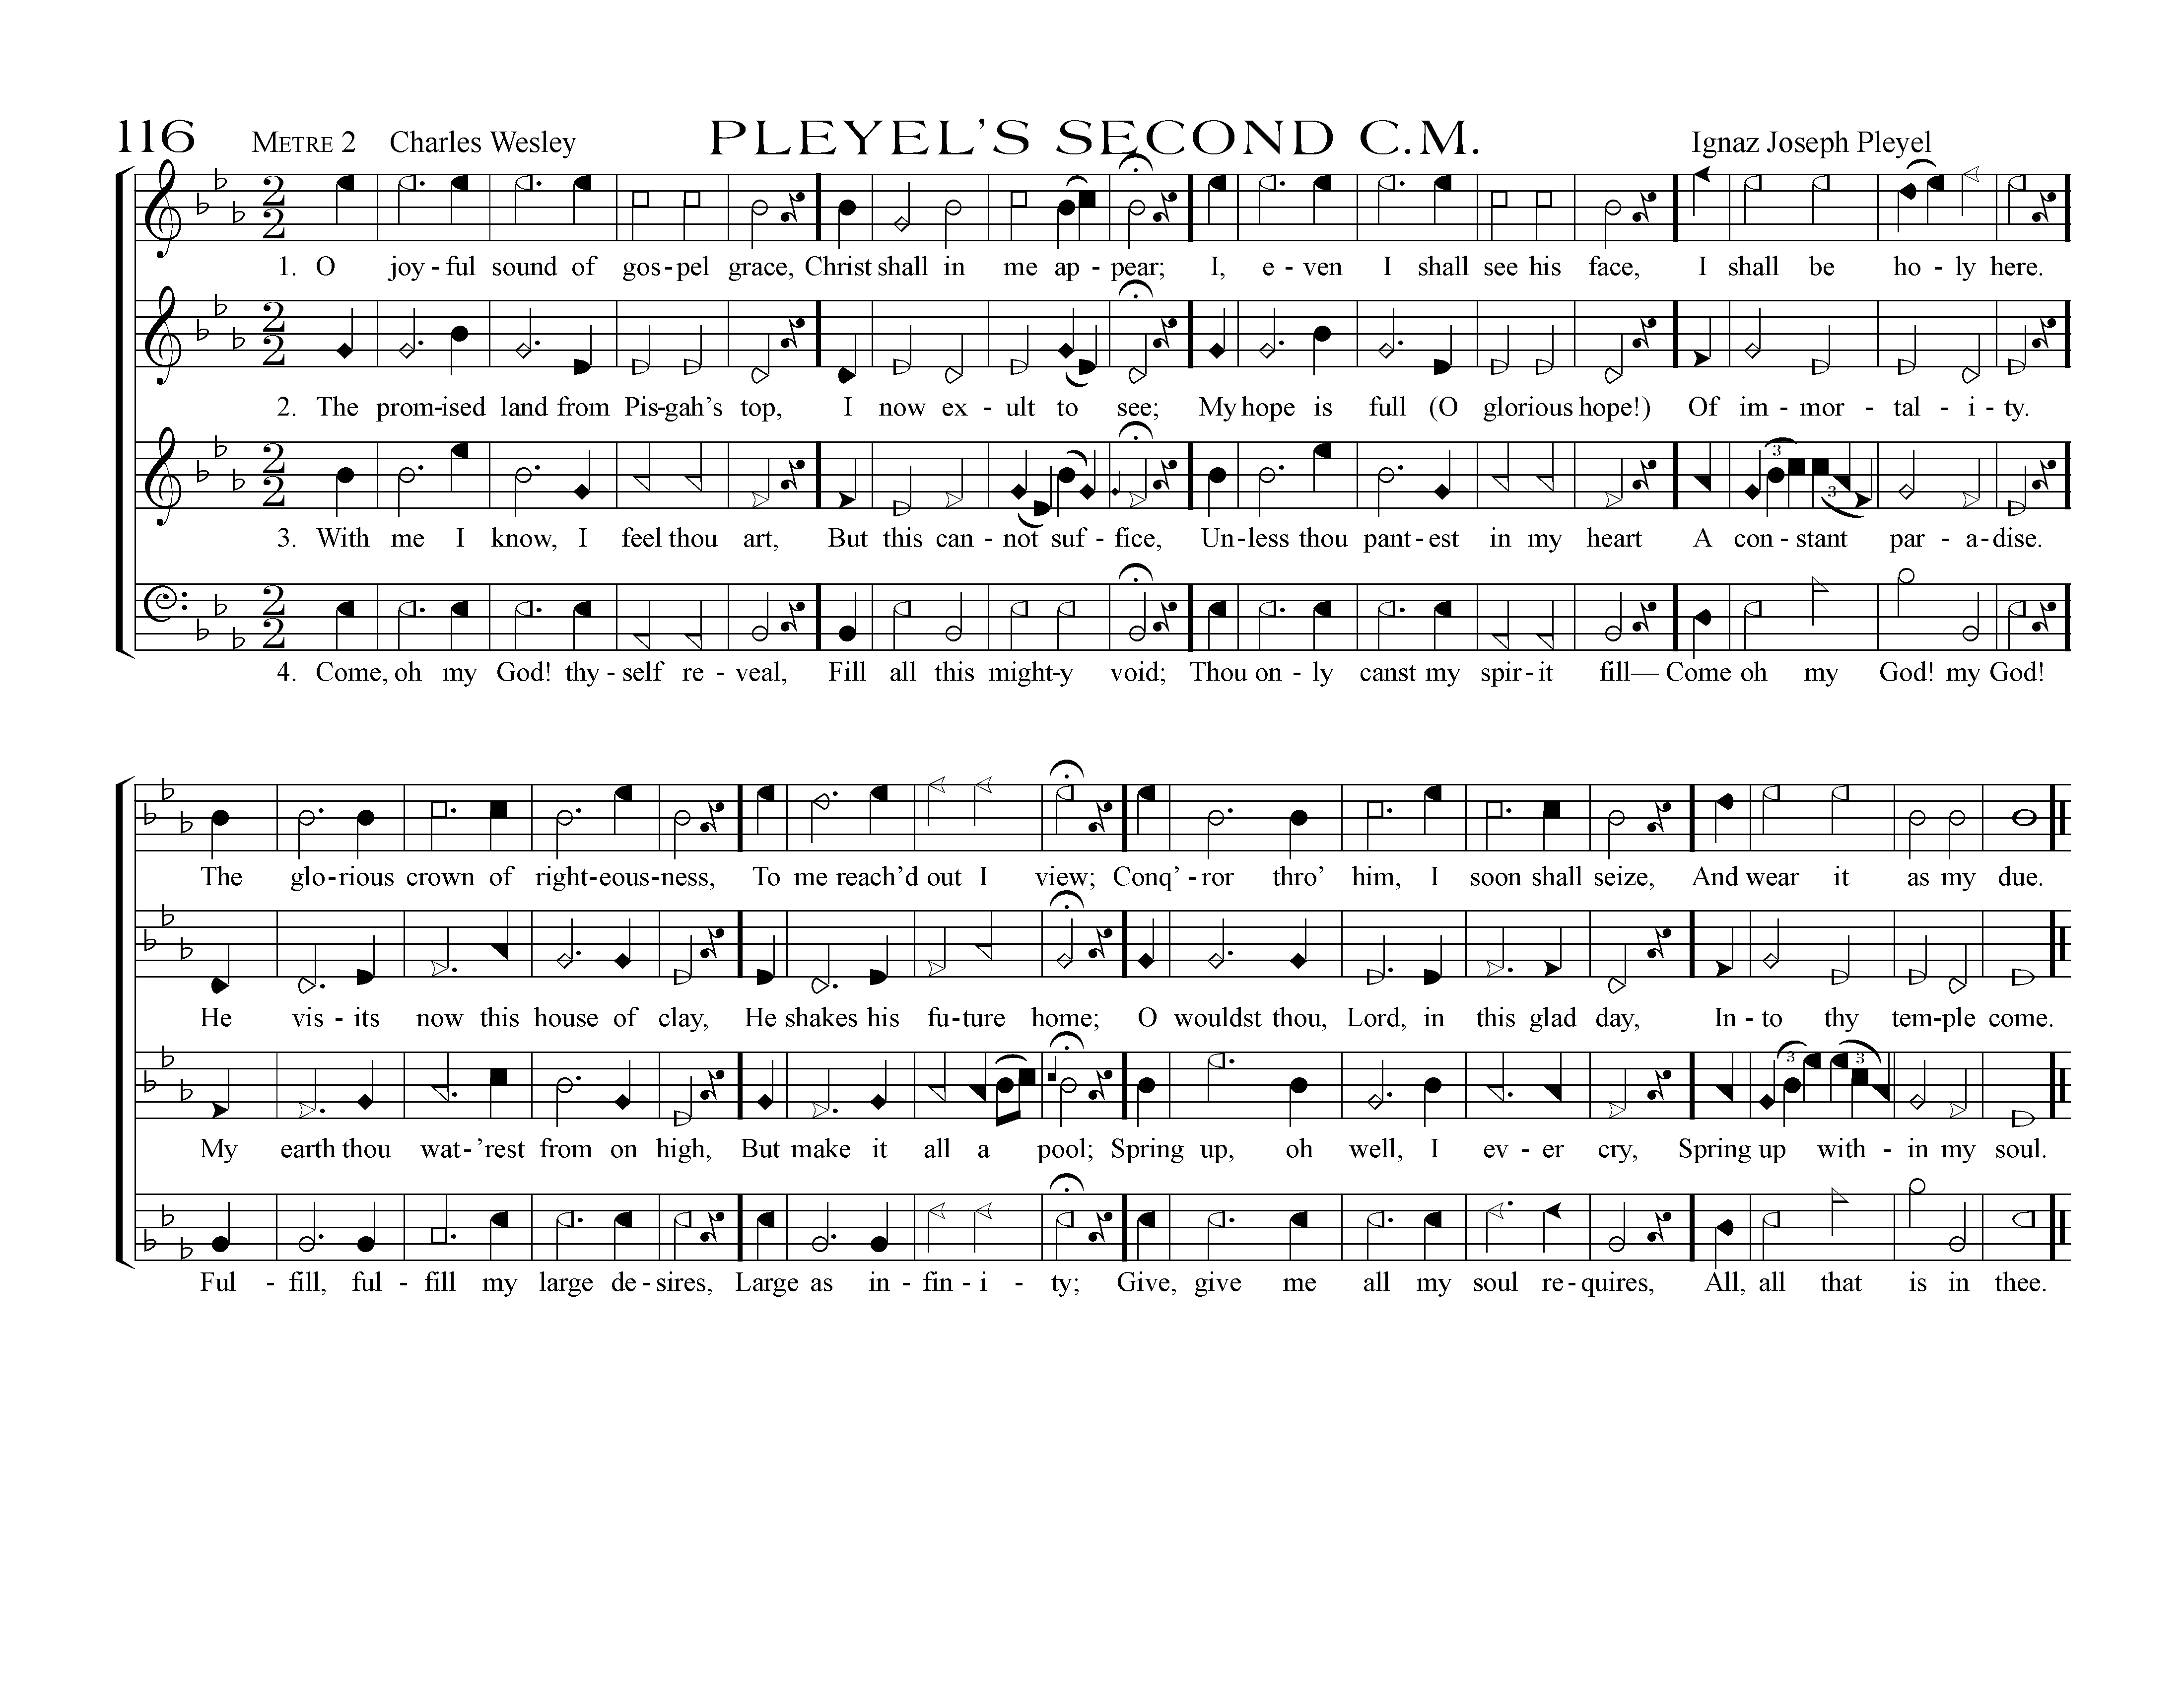 116 METRE 2 Charles Wesley PLEYEL'S SECOND C.M. Ignaz Joseph Pleyel
1. O joy - ful sound of gos - pel grace, Christ shall in me ap - pear; I, e - ven I shall see his face, I shall be ho - ly here.
2. The prom - ised land from Pis - gah's top, I now ex - ult to see; My hope is full (O glorious hope!) Of im - mor - tal - i - ty.
3 3
3. With me I know, I feel thou art, But this can - not suf - fice, Un - less thou pant - est in my heart A con - stant par - a - dise.
4. Come, oh my God! thy - self re - veal, Fill all this might - y void; Thou on - ly canst my spir - it fill— Come oh my God! my God!
The glo - rious crown of right - eous - ness, To me reach'd out I view; Conq' - ror thro' him, I soon shall seize, And wear it as my due.
He vis - its now this house of clay, He shakes his fu - ture home; O wouldst thou, Lord, in this glad day, In - to thy tem - ple come.
3 3
My earth thou wat - 'rest from on high, But make it all a pool; Spring up, oh well, I ev - er cry, Spring up with - in my soul.
Ful - fill, ful - fill my large de - sires, Large as in - fin - i - ty; Give, give me all my soul re - quires, All, all that is in thee.